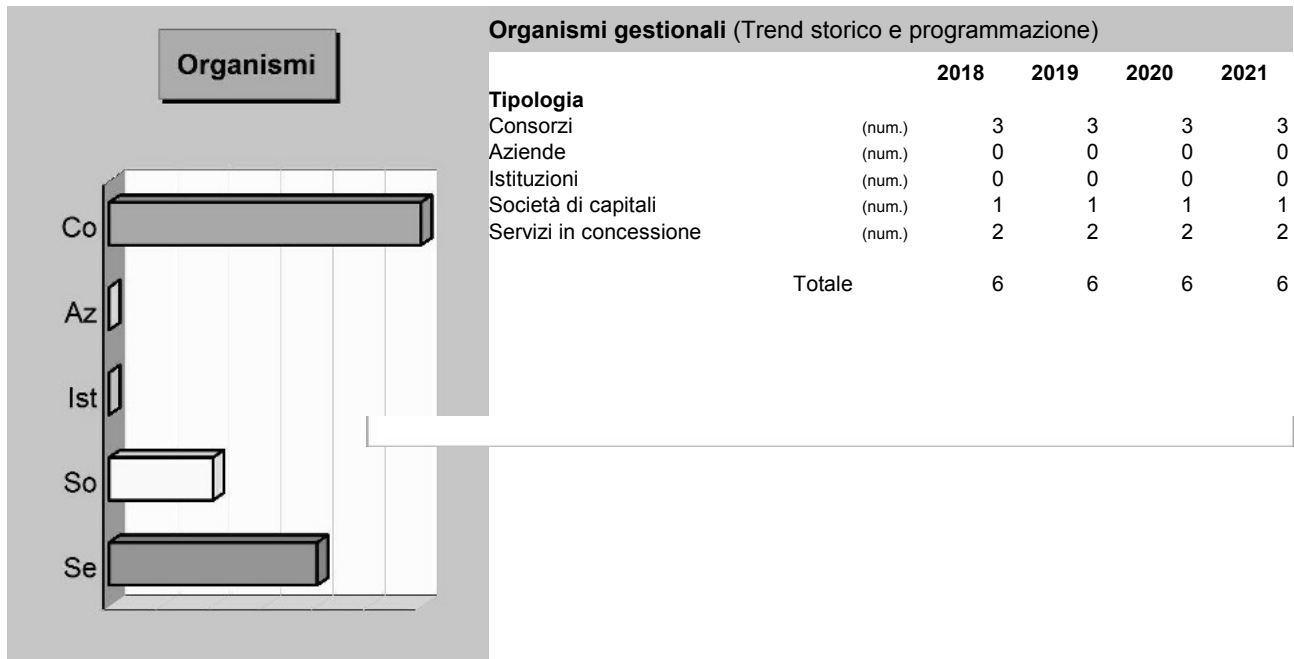 Organismi
Co
Az
Ist
So
Se
Organismi gestionali (Trend storico e programmazione)
2018 2019 2020 2021
Tipologia
Consorzi (num.) 3 3 3 3
Aziende (num.) 0 0 0 0
Istituzioni (num.) 0 0 0 0
Società di capitali (num.) 1 1 1 1
Servizi in concessione (num.) 2 2 2 2
Totale 6 6 6 6